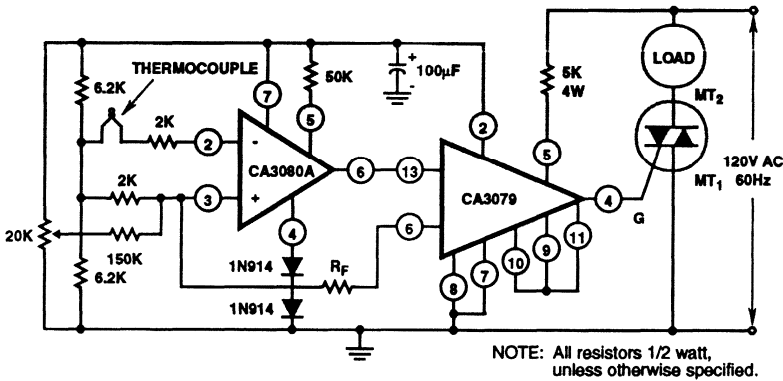 THERMOCOUPLE
6.2K
2K
2
-
CA3080A
3
+
7
50K
5
+
100μF
-
6
13
4
2K
150K
20K
6.2K
1N914
1N914
RF
6
2
CA3079
5K
4W
5
4
G
8
7
10
9
11
LOAD
MT2
MT1
120V AC
60Hz
NOTE: All resistors 1/2 watt,
unless otherwise specified.